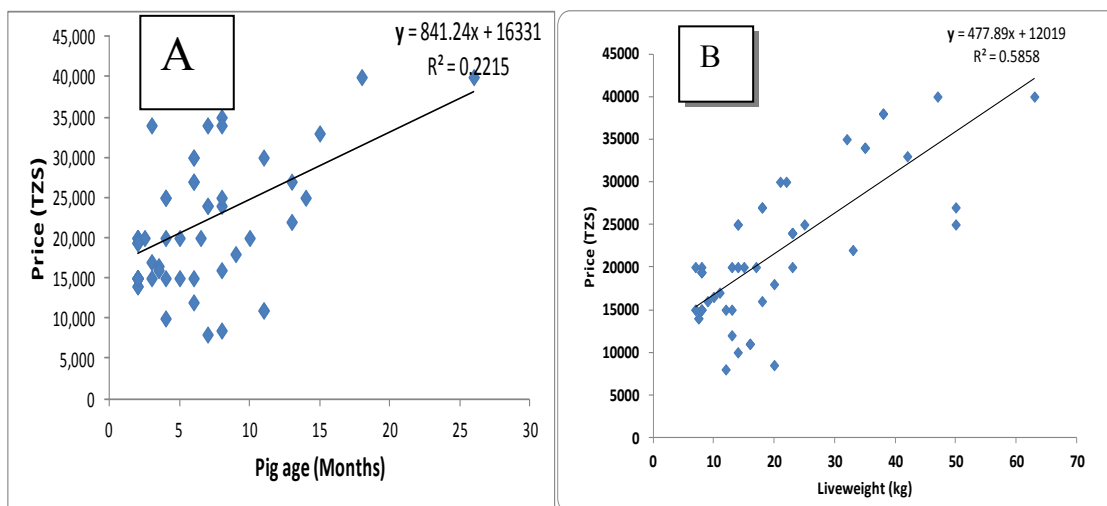 A
y = 841.24x + 16331
R² = 0.2215
45,000
40,000
35,000
30,000
25,000
20,000
15,000
10,000
5,000
0
0 5 10 15 20 25 30
Price (TZS)
Pig age (Months)
B
y = 477.89x + 12019
R² = 0.5858
45000
40000
35000
30000
25000
20000
15000
10000
5000
0
0 10 20 30 40 50 60 70
Price (TZS)
Liveweight (kg)